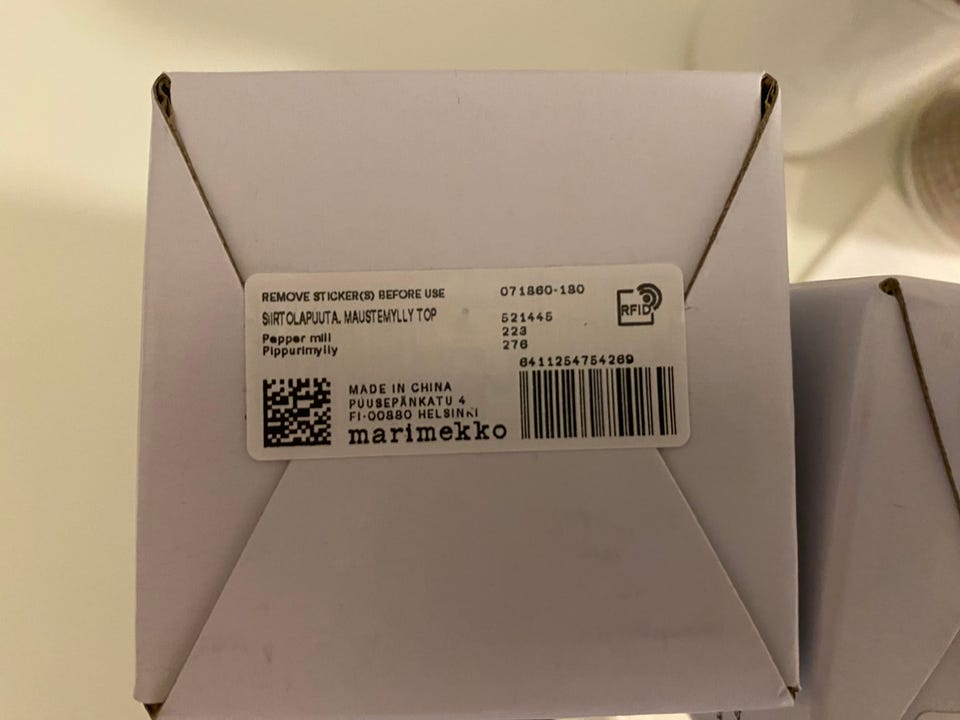 REMOVE STICKER(S) BEFORE USE
SIIRTOLAPUUTA, MAUSTEMYLLY TOP
Pepper mill
Pippurimylly
071860-180
521445
223
276
RFID
6411254754269
MADE IN CHINA
PUUSEPÄNKATU 4
FI-00880 HELSINKI
marimekko